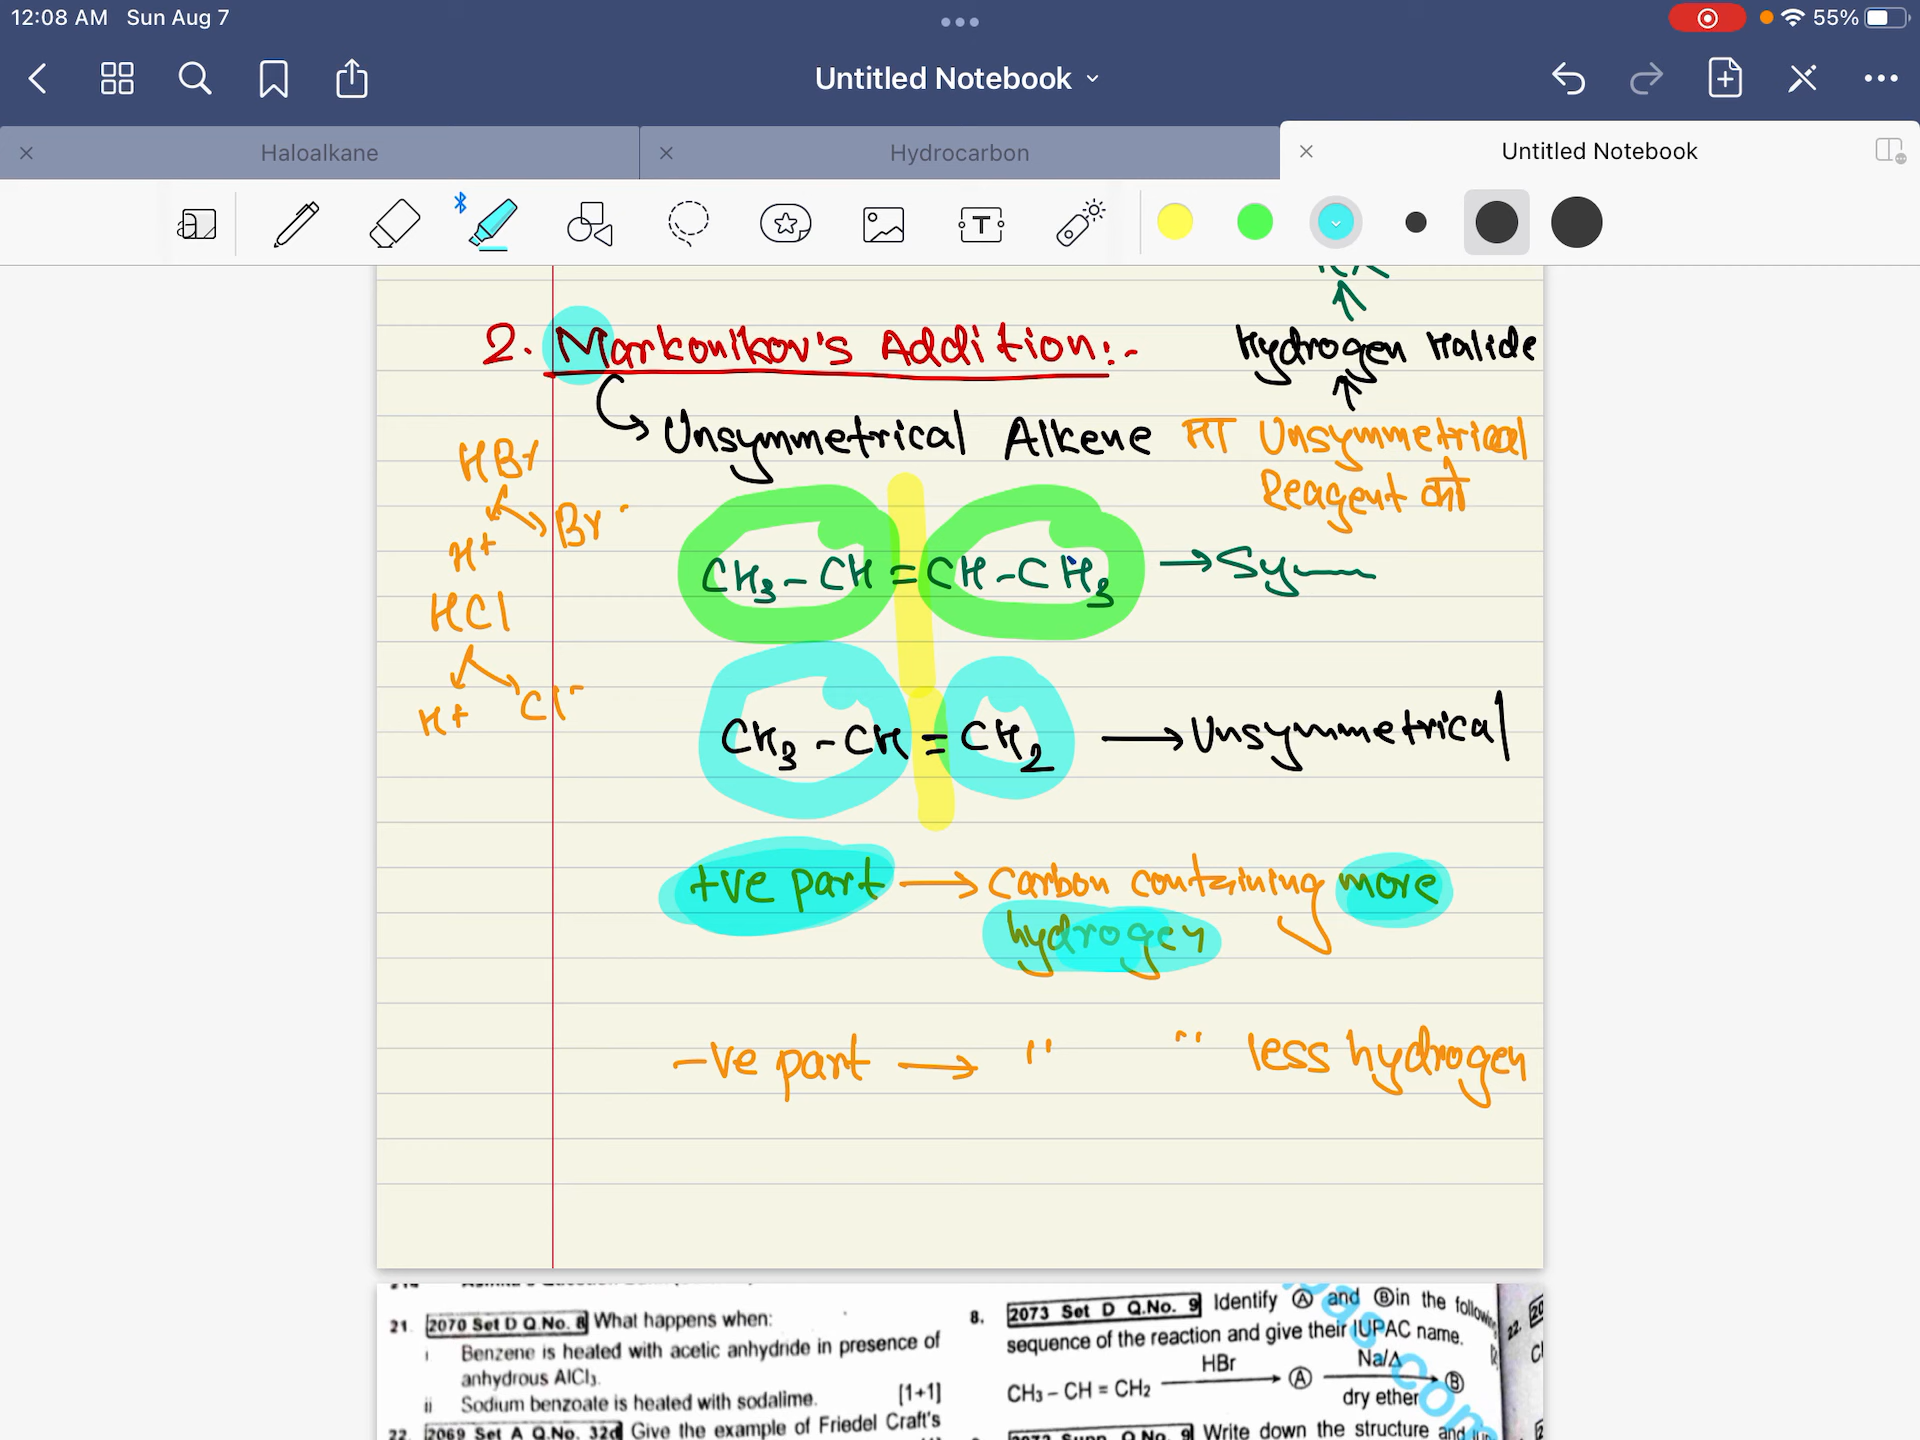 12:08 AM Sun Aug 7
55%
Untitled Notebook
Haloalkane
Hydrocarbon
Untitled Notebook
T
2. Markonikov's Addition:-
Hydrogen Halide
Unsymmetrical Alkene
Unsymmetrical
Reagent
HBr
H+ Br-
HCl
H+ Cl-
CH3-CH=CH-CH3 → Sym
CH3-CH=CH2 → Unsymmetrical
+ve part → Carbon containing more
hydrogen
-ve part → " " less hydrogen
21. 2070 Set D Q.No. 8 What happens when:
i Benzene is heated with acetic anhydride in presence of
anhydrous AlCl3.
ii Sodium benzoate is heated with sodalime. [1+1]
22. 2069 Set A Q.No. 32d Give the example of Friedel Craft's
8. 2073 Set D Q.No. 9 Identify Ⓐ and Ⓑ in the
sequence of the reaction and give their IUPAC name.
CH3 – CH = CH2 HBr → Ⓐ Na/Δ → Ⓑ
dry ether
Q.No. 9 Write down the structure and
22.